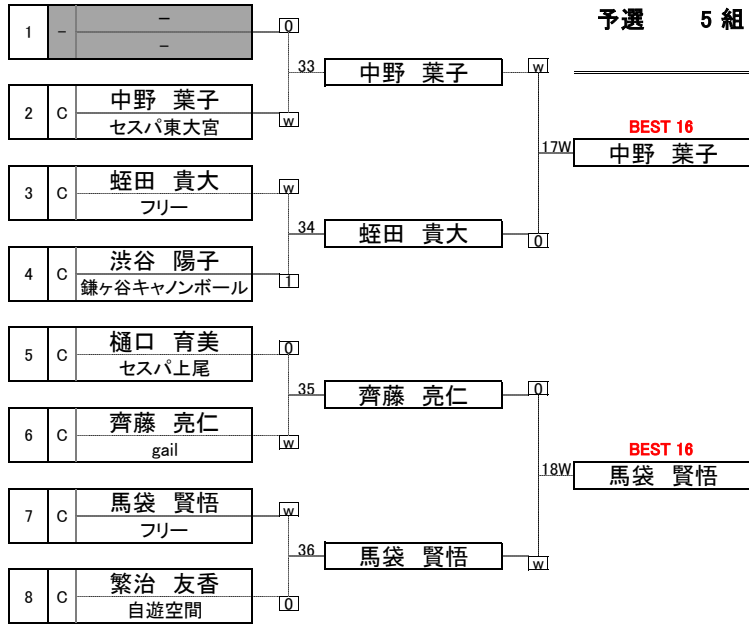 予選 5 組
1 - －
－
0
33
中野 葉子
w
2 C 中野 葉子
セスパ東大宮
w
BEST 16
17W
中野 葉子
3 C 蛭田 貴大
フリー
w
34
蛭田 貴大
0
4 C 渋谷 陽子
鎌ヶ谷キャノンボール
1
5 C 樋口 育美
セスパ上尾
0
35
齊藤 亮仁
0
6 C 齊藤 亮仁
gail
w
BEST 16
18W
馬袋 賢悟
7 C 馬袋 賢悟
フリー
w
36
馬袋 賢悟
w
8 C 繁治 友香
自遊空間
0